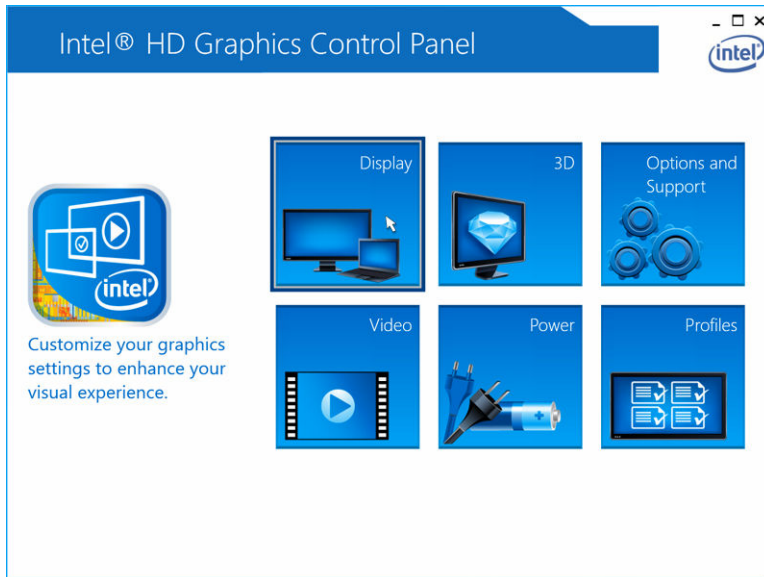 Intel® HD Graphics Control Panel
intel
Display
3D
Options and
Support
intel
Customize your graphics
settings to enhance your
visual experience.
Video
Power
Profiles